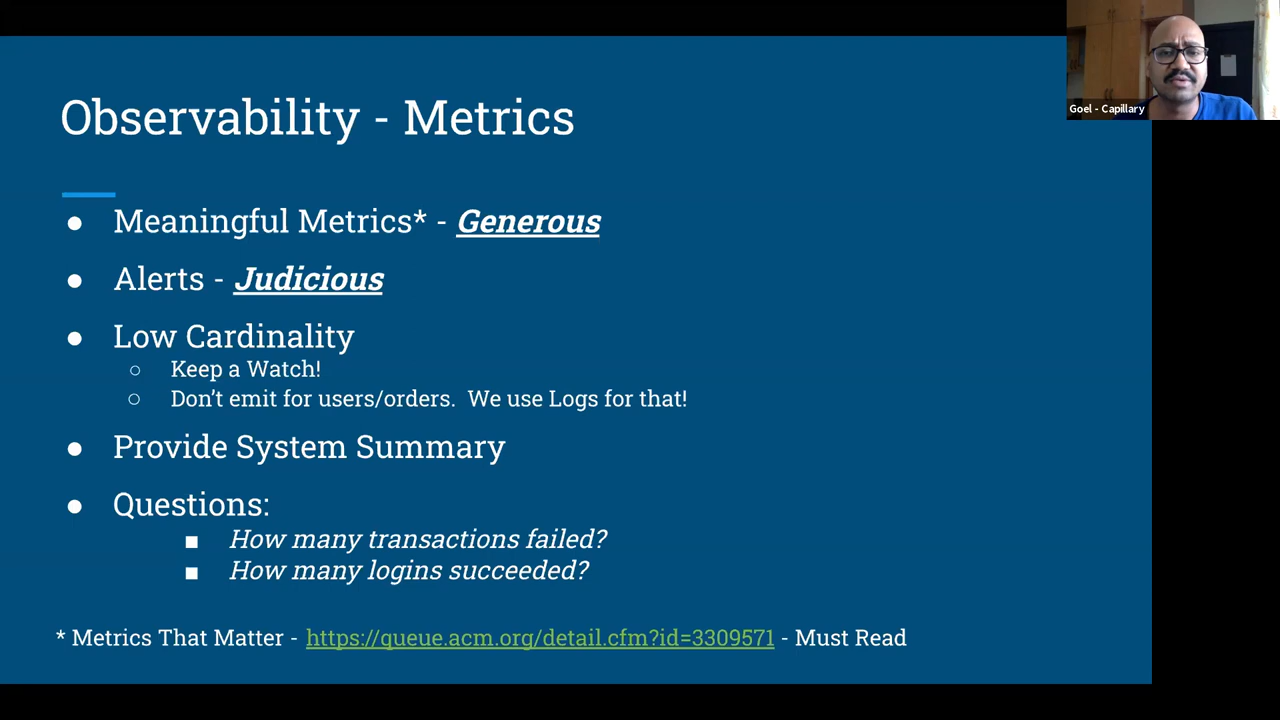 Goel - Capillary
Observability - Metrics
● Meaningful Metrics* - Generous
● Alerts - Judicious
● Low Cardinality
○ Keep a Watch!
○ Don't emit for users/orders. We use Logs for that!
● Provide System Summary
● Questions:
■ How many transactions failed?
■ How many logins succeeded?
* Metrics That Matter - https://queue.acm.org/detail.cfm?id=3309571 - Must Read